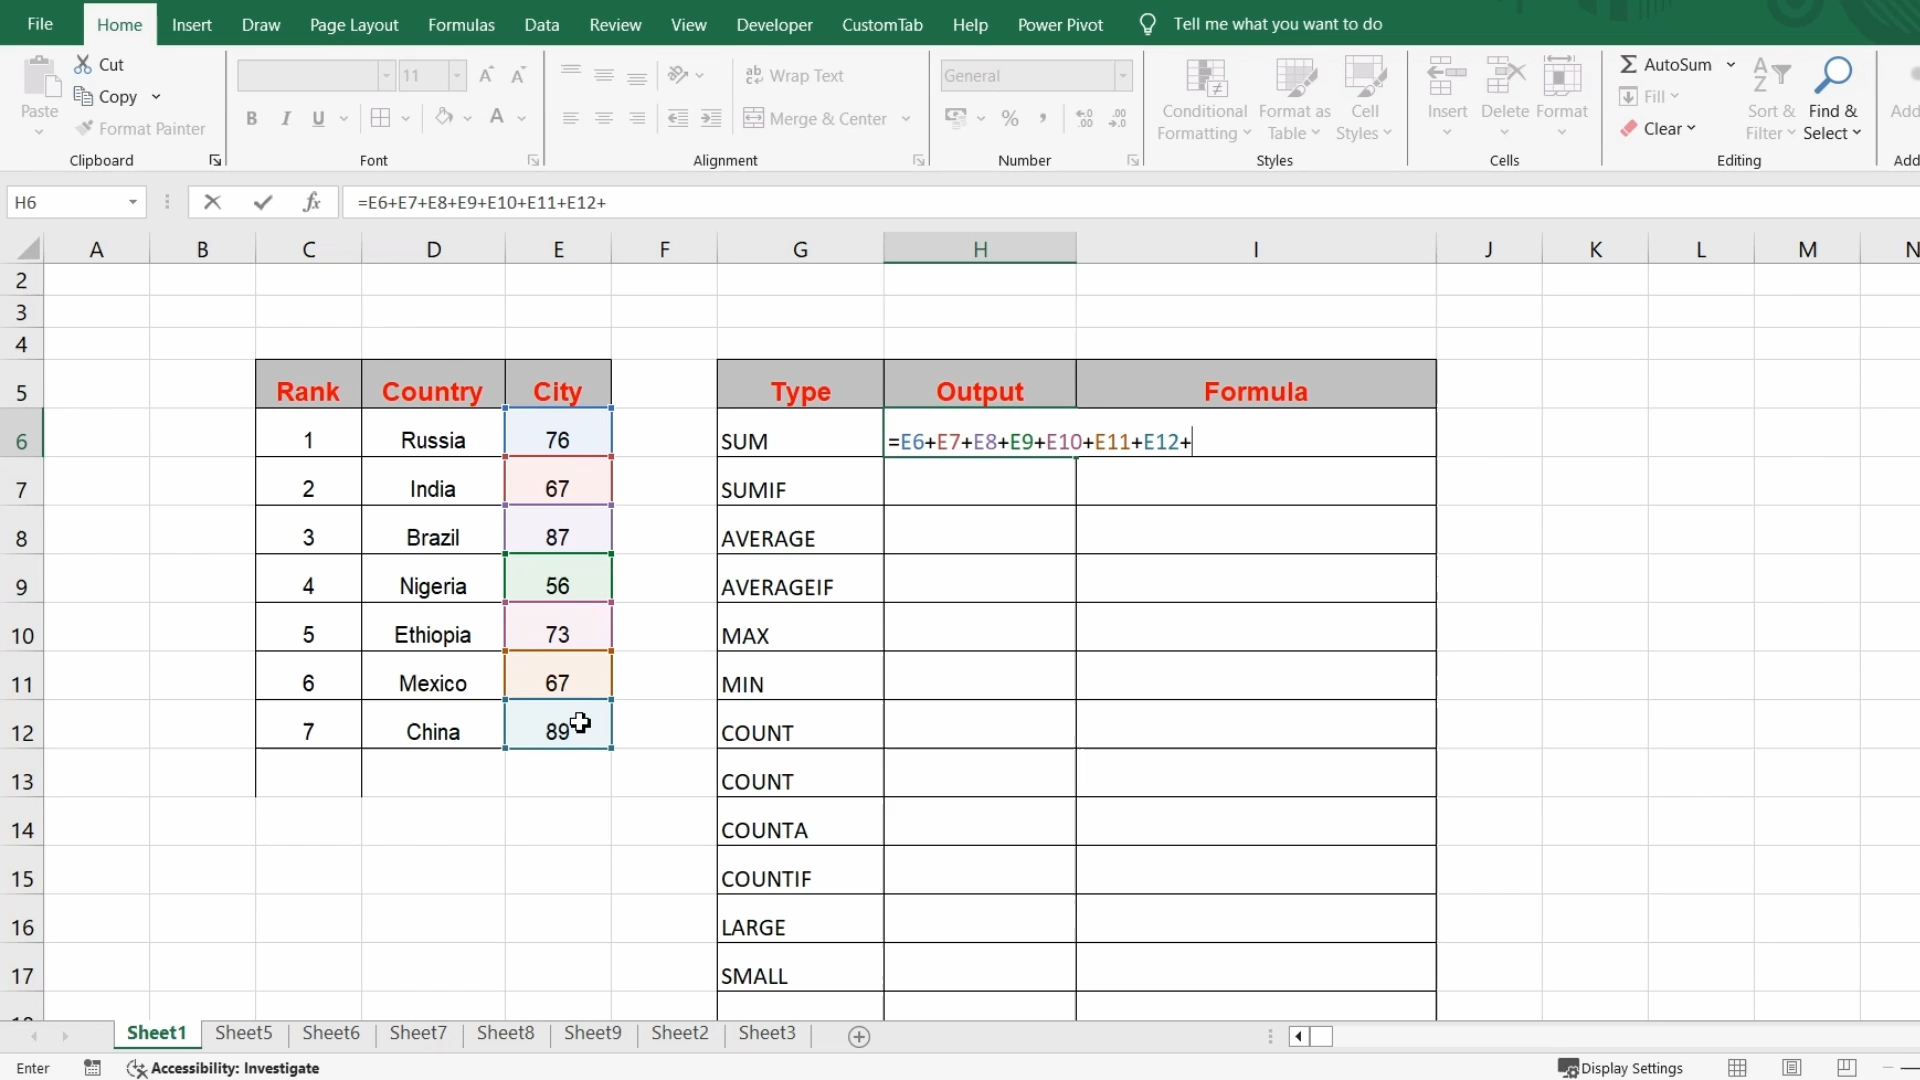 File Home Insert Draw Page Layout Formulas Data Review View Developer CustomTab Help Power Pivot Tell me what you want to do
Paste
Cut
Copy
Format Painter
Clipboard
11
B I U
Font
ab Wrap Text
Merge & Center
Alignment
General
%
Number
Conditional Formatting
Format as Table
Cell Styles
Styles
Insert
Delete
Format
Cells
AutoSum
Fill
Clear
Sort & Filter
Find & Select
Editing
H6 fx =E6+E7+E8+E9+E10+E11+E12+
A B C D E F G H I J K L M N
2
3
4
5 Rank Country City Type Output Formula
6 1 Russia 76 SUM =E6+E7+E8+E9+E10+E11+E12+
7 2 India 67 SUMIF
8 3 Brazil 87 AVERAGE
9 4 Nigeria 56 AVERAGEIF
10 5 Ethiopia 73 MAX
11 6 Mexico 67 MIN
12 7 China 89 COUNT
13 COUNT
14 COUNTA
15 COUNTIF
16 LARGE
17 SMALL
Sheet1 Sheet5 Sheet6 Sheet7 Sheet8 Sheet9 Sheet2 Sheet3
Enter Accessibility: Investigate Display Settings